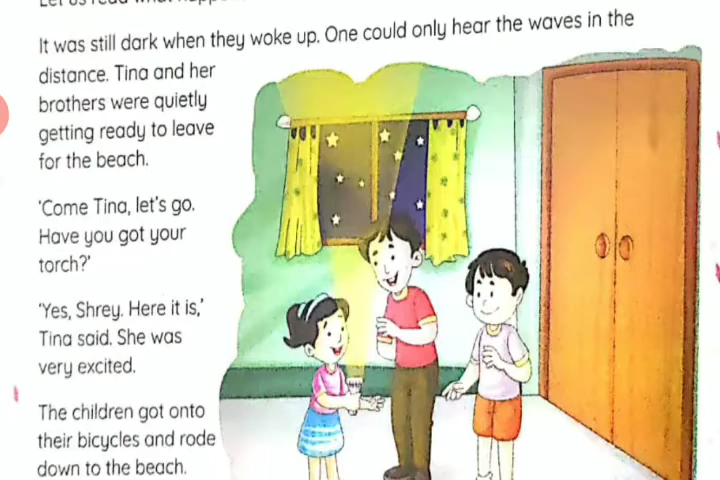 It was still dark when they woke up. One could only hear the waves in the
distance. Tina and her
brothers were quietly
getting ready to leave
for the beach.
'Come Tina, let's go.
Have you got your
torch?'
'Yes, Shrey. Here it is,'
Tina said. She was
very excited.
The children got onto
their bicycles and rode
down to the beach.